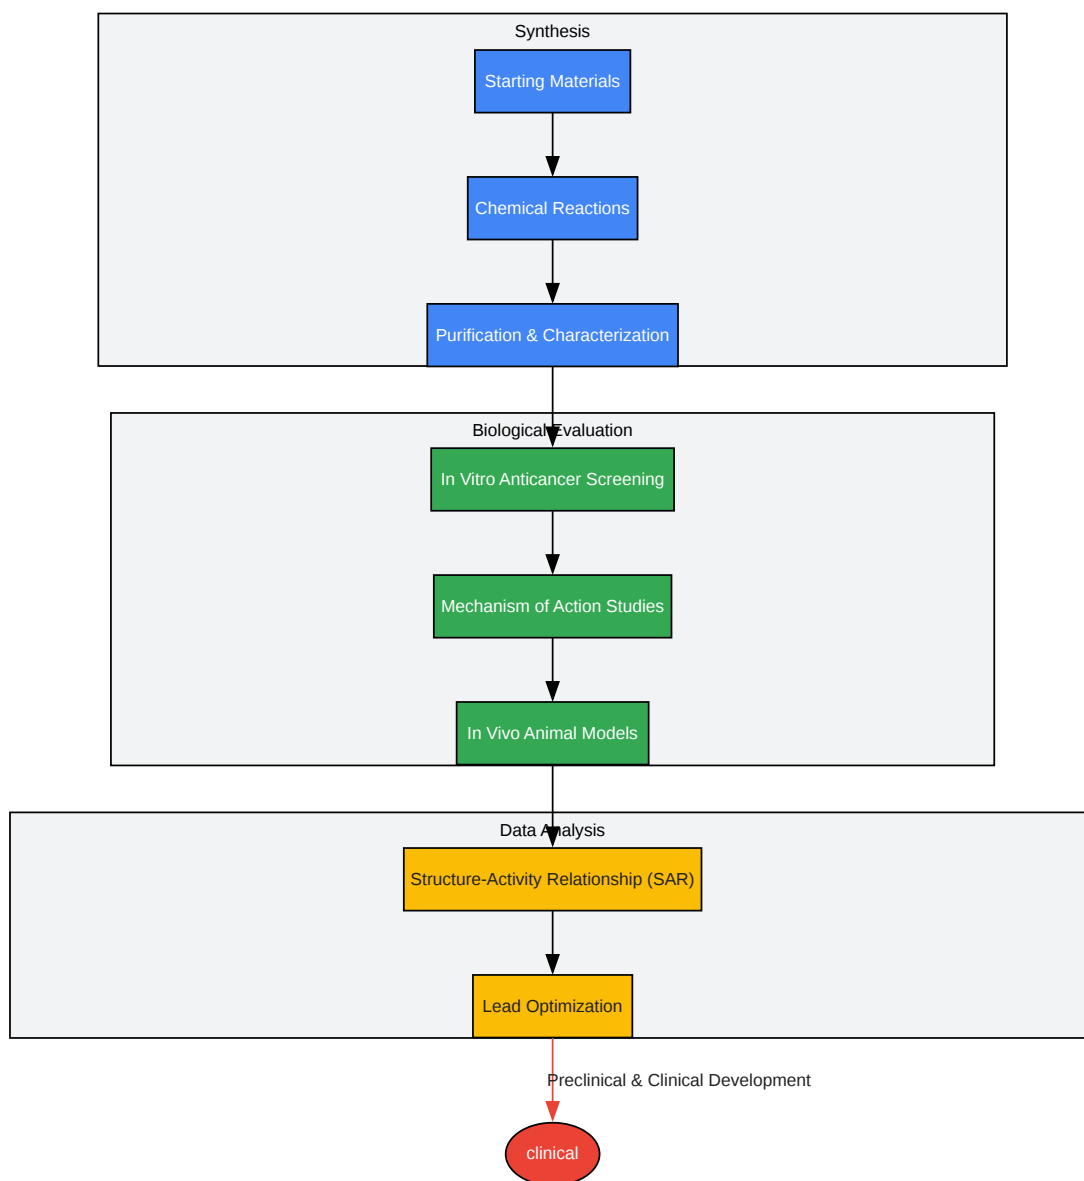 Synthesis
Starting Materials
Chemical Reactions
Purification & Characterization
Biological Evaluation
In Vitro Anticancer Screening
Mechanism of Action Studies
In Vivo Animal Models
Data Analysis
Structure-Activity Relationship (SAR)
Lead Optimization
Preclinical & Clinical Development
clinical